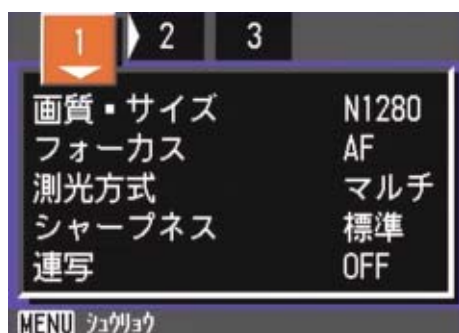 1 2 3
画質・サイズ N1280
フォーカス AF
測光方式 マルチ
シャープネス 標準
連写 OFF
MENU ｼｭｳﾘｮｳ